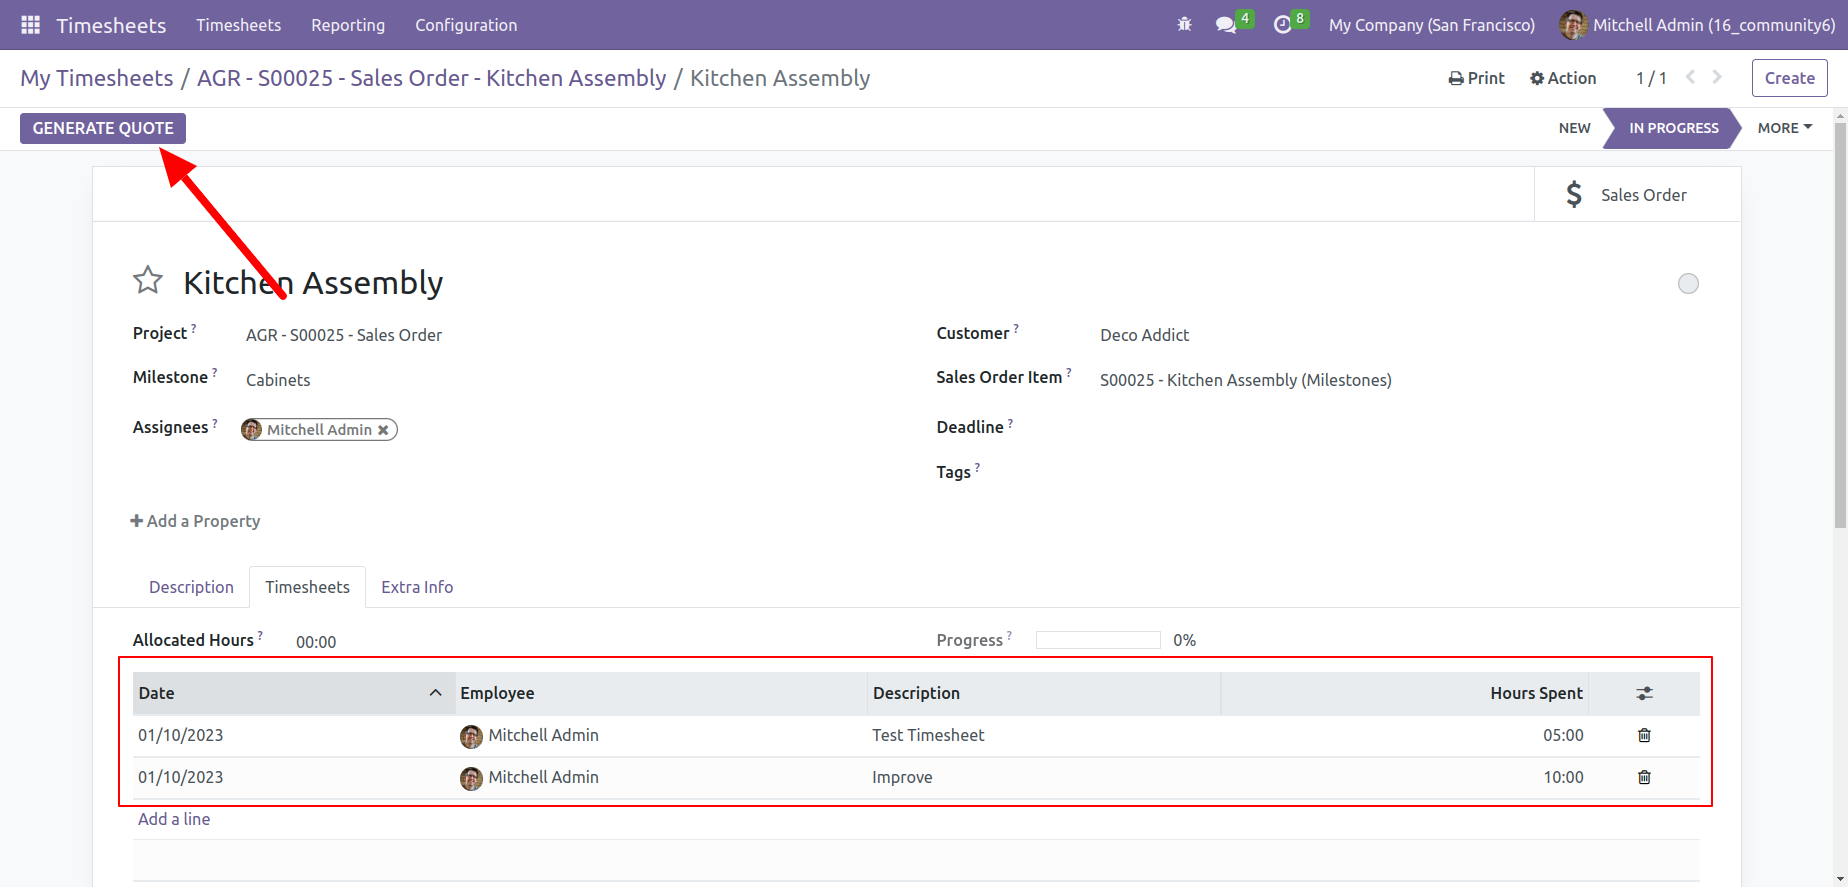 Timesheets Timesheets Reporting Configuration 4 8 My Company (San Francisco) Mitchell Admin (16_community6)
My Timesheets / AGR - S00025 - Sales Order - Kitchen Assembly / Kitchen Assembly Print Action 1 / 1 Create
GENERATE QUOTE NEW IN PROGRESS MORE
$ Sales Order
Kitchen Assembly
Project ? AGR - S00025 - Sales Order Customer ? Deco Addict
Milestone ? Cabinets Sales Order Item ? S00025 - Kitchen Assembly (Milestones)
Assignees ? Mitchell Admin Deadline ?
Tags ?
Add a Property
Description Timesheets Extra Info
Allocated Hours ? 00:00 Progress ? 0%
Date Employee Description Hours Spent
01/10/2023 Mitchell Admin Test Timesheet 05:00
01/10/2023 Mitchell Admin Improve 10:00
Add a line